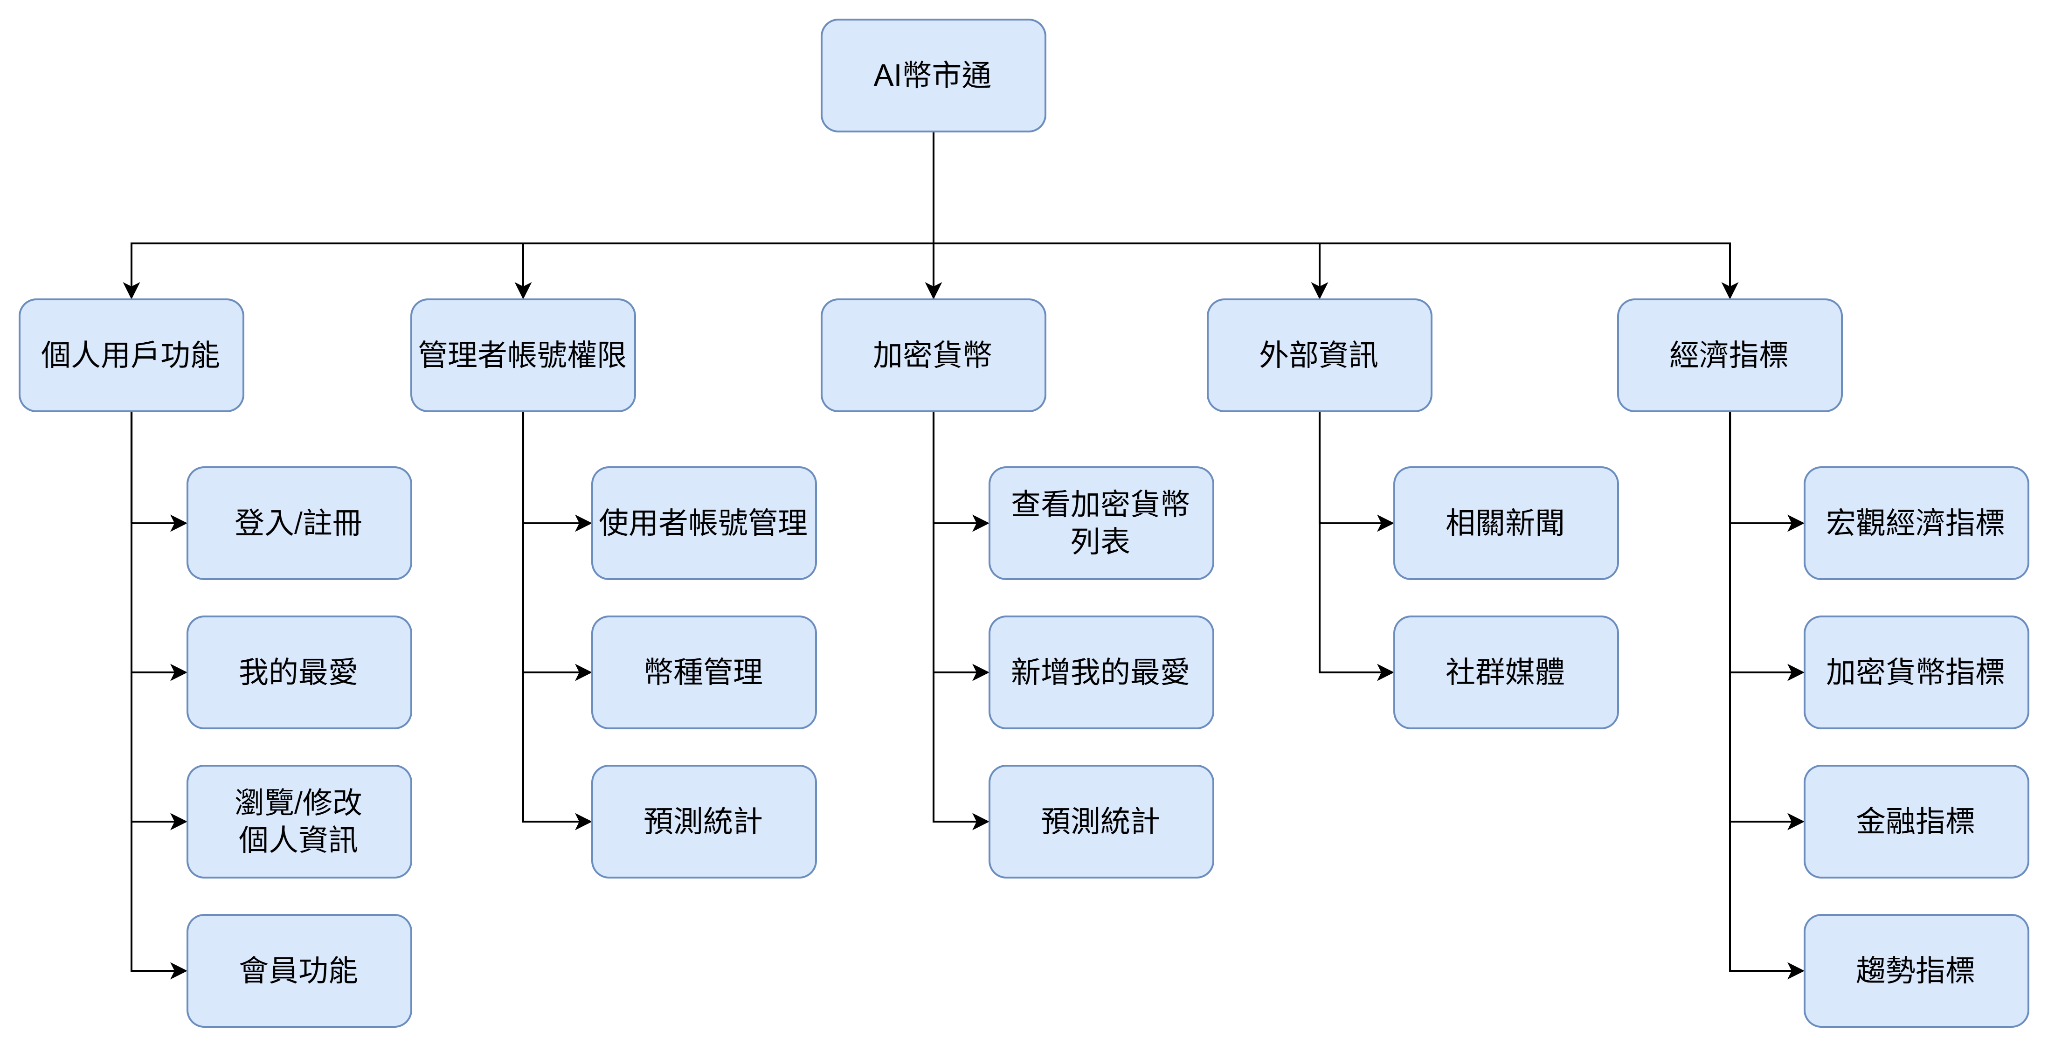 AI幣市通
個人用戶功能
管理者帳號權限
加密貨幣
外部資訊
經濟指標
登入/註冊
我的最愛
瀏覽/修改
個人資訊
會員功能
使用者帳號管理
幣種管理
預測統計
查看加密貨幣
列表
新增我的最愛
預測統計
相關新聞
社群媒體
宏觀經濟指標
加密貨幣指標
金融指標
趨勢指標